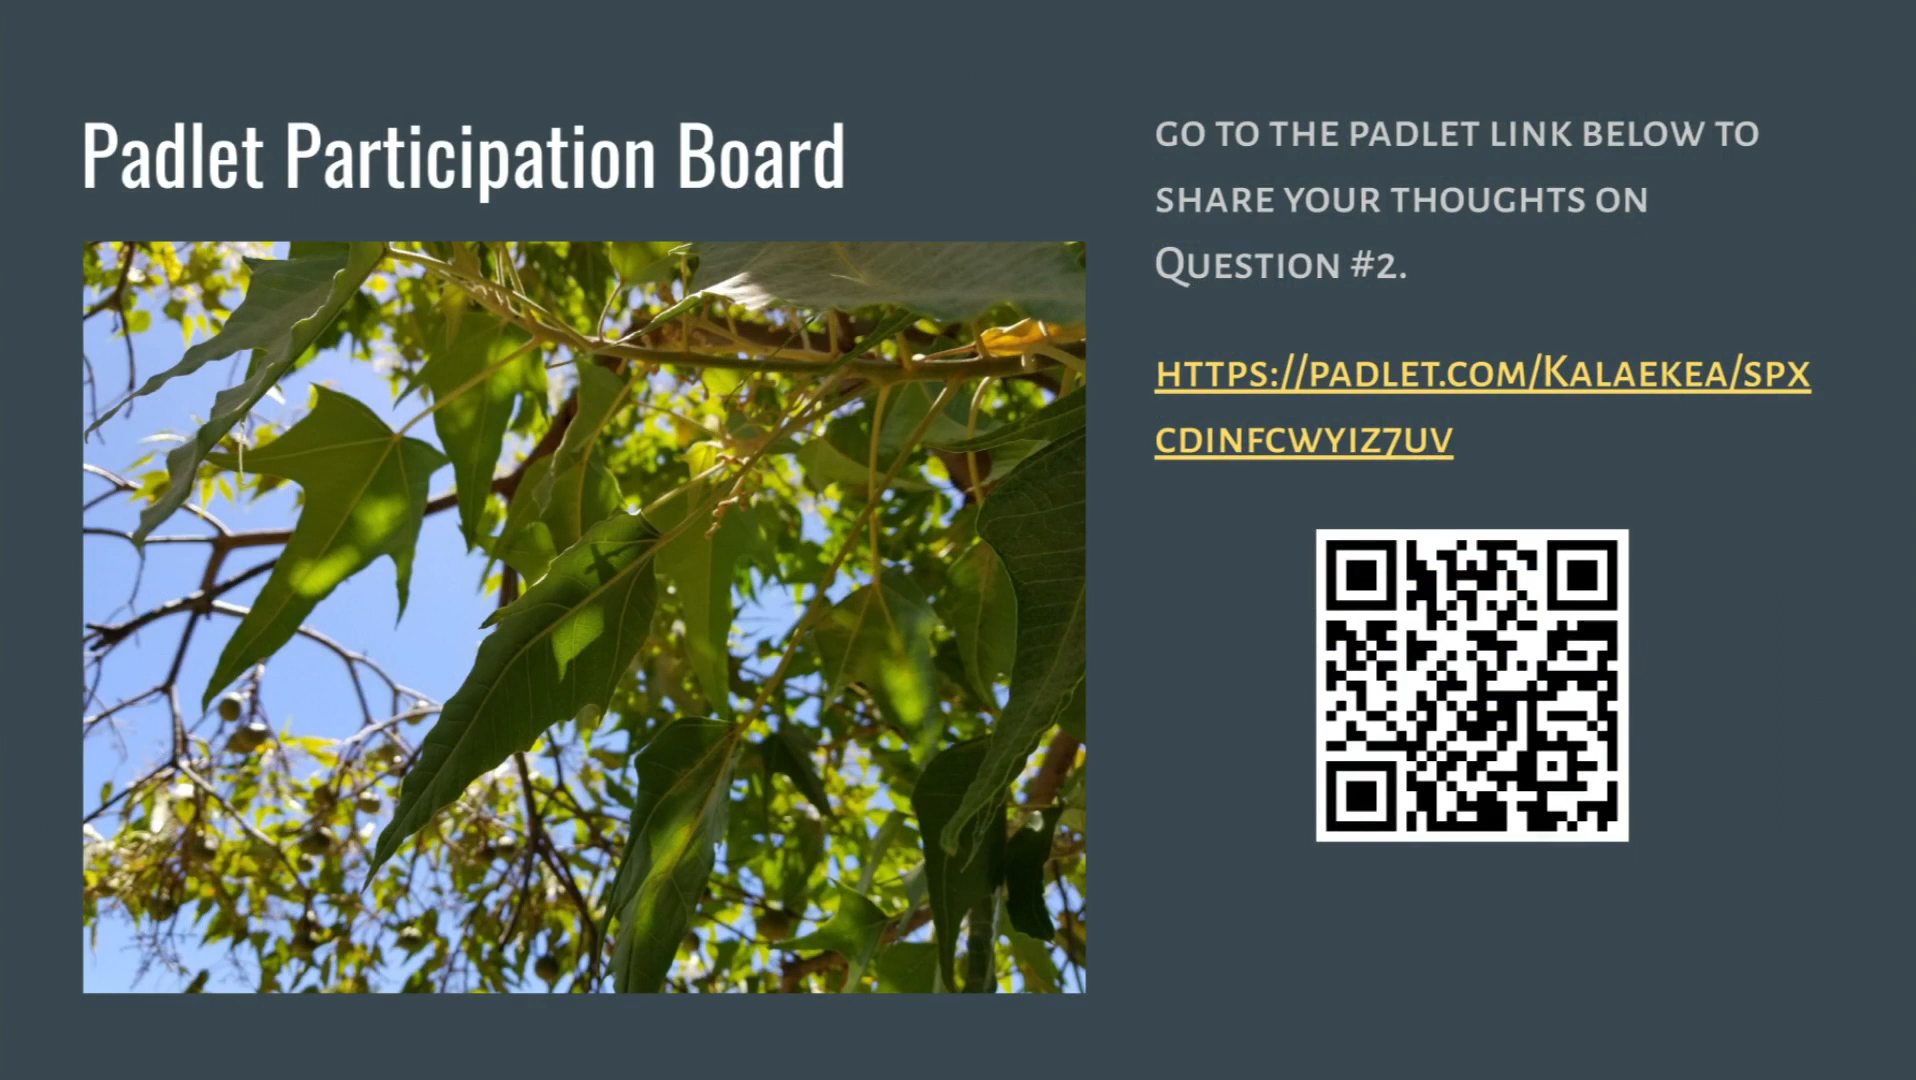 Padlet Participation Board
GO TO THE PADLET LINK BELOW TO
SHARE YOUR THOUGHTS ON
QUESTION #2.
HTTPS://PADLET.COM/KALAEKEA/SPX
CDINFCWYIZ7UV